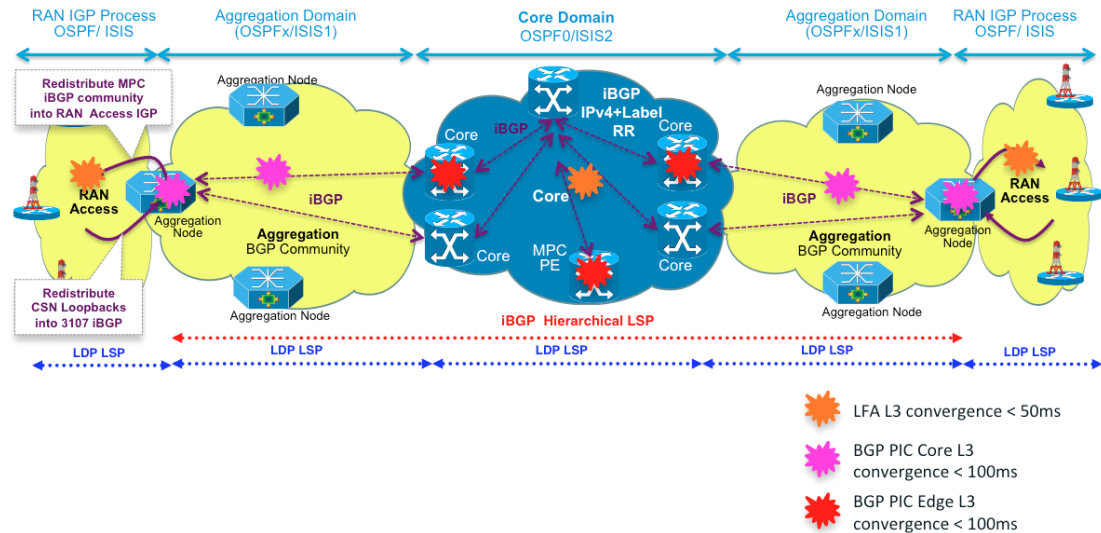 RAN IGP Process
OSPF/ ISIS
Aggregation Domain
(OSPFx/ISIS1)
Core Domain
OSPF0/ISIS2
Aggregation Domain
(OSPFx/ISIS1)
RAN IGP Process
OSPF/ ISIS
Redistribute MPC
iBGP community
into RAN  Access IGP
Aggregation Node
iBGP
IPv4+Label
RR
Aggregation Node
Core
iBGP
Core
RAN
Access
iBGP
Core
iBGP
RAN
Access
Aggregation
Node
Aggregation
BGP Community
Core
MPC
PE
Core
Aggregation
BGP Community
Aggregation
Node
Redistribute
CSN Loopbacks
into 3107 iBGP
Aggregation Node
Aggregation Node
iBGP  Hierarchical LSP
LDP LSP
LDP LSP
LDP LSP
LDP LSP
LDP LSP
LFA L3 convergence < 50ms
BGP PIC Core L3
convergence < 100ms
BGP PIC Edge L3
convergence < 100ms